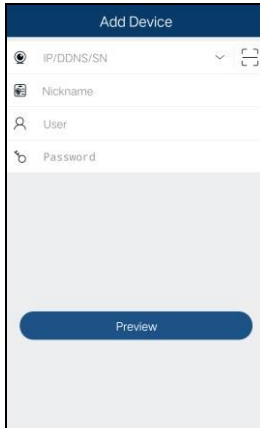 Add Device
IP/DDNS/SN
Nickname
User
Password
Preview